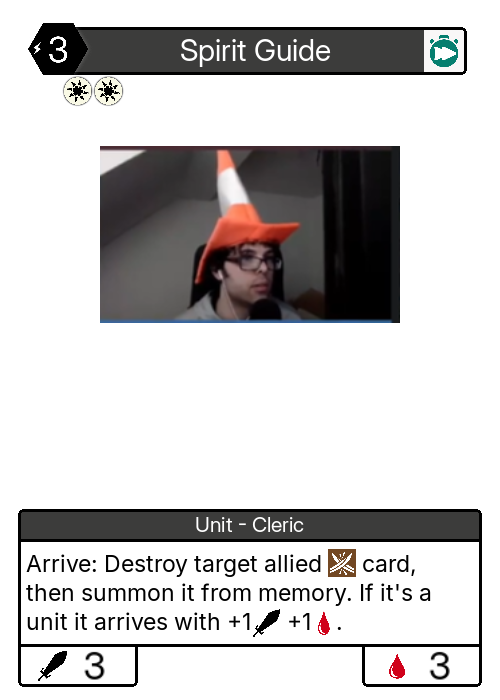 3
Spirit Guide
Unit - Cleric
Arrive: Destroy target allied card,
then summon it from memory. If it's a
unit it arrives with +1 +1 .
3
3